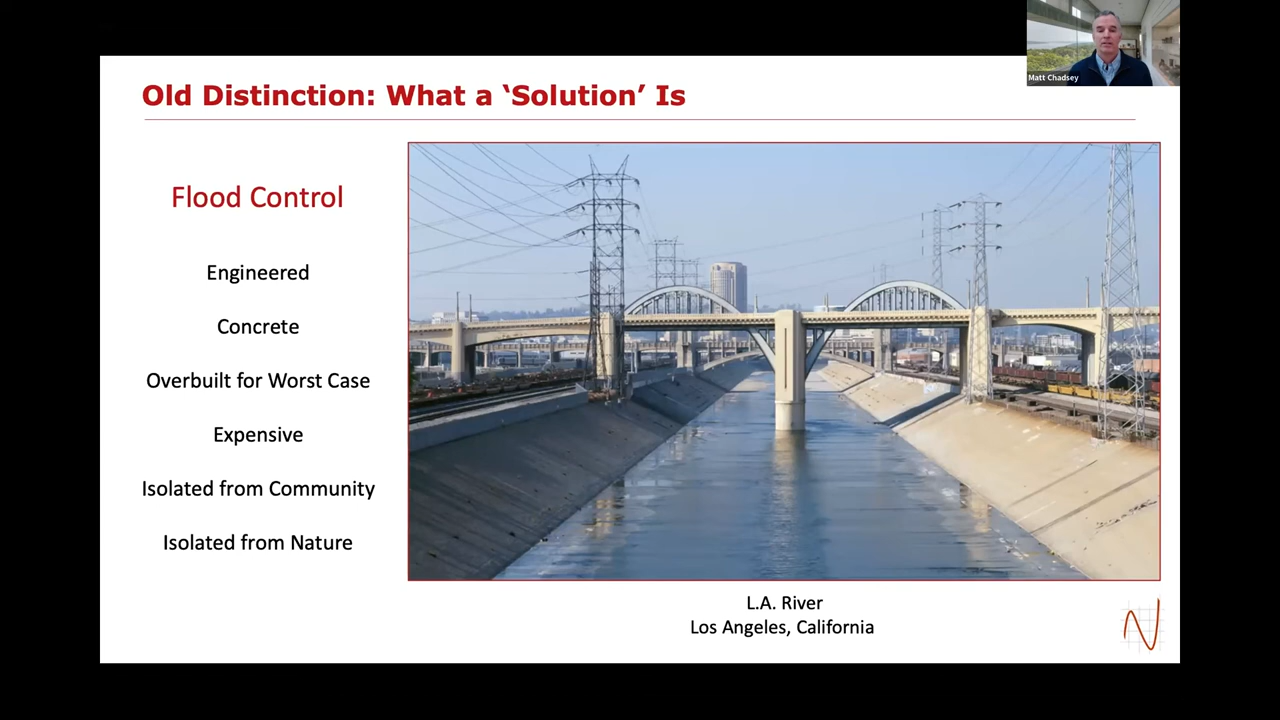 Matt Chadsey
Old Distinction: What a ‘Solution’ Is
Flood Control
Engineered
Concrete
Overbuilt for Worst Case
Expensive
Isolated from Community
Isolated from Nature
L.A. River
Los Angeles, California